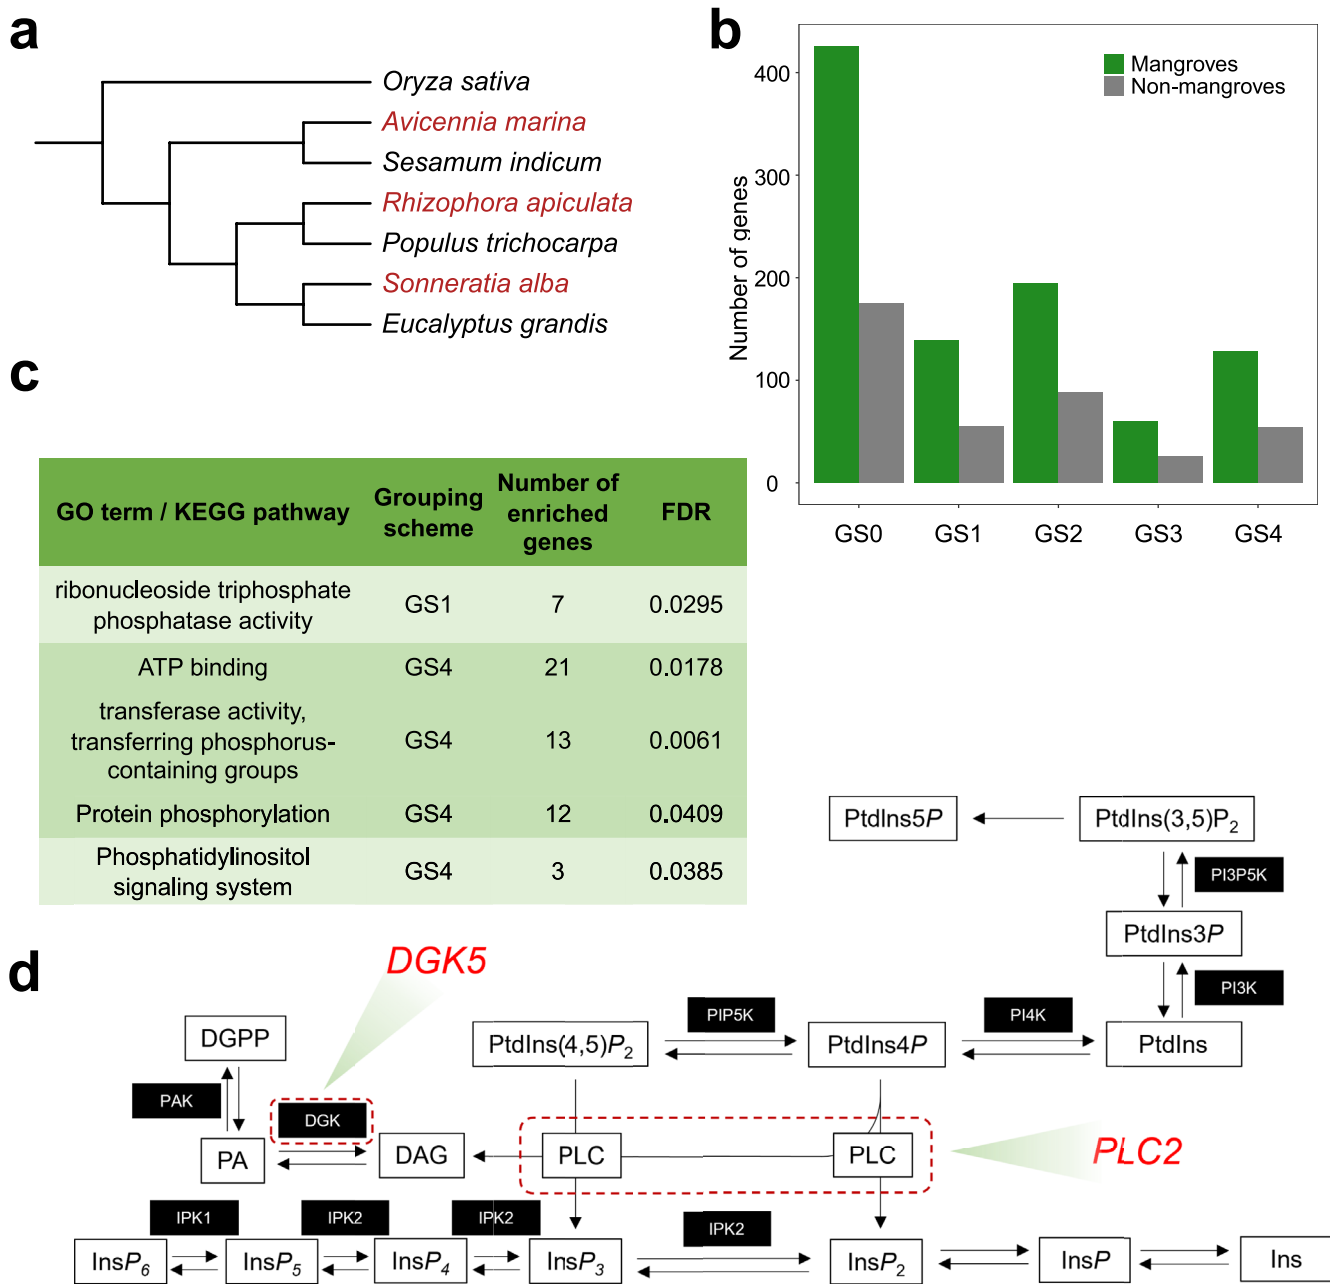 a
Oryza sativa
Avicennia marina
Sesamum indicum
Rhizophora apiculata
Populus trichocarpa
Sonneratia alba
Eucalyptus grandis
b
Number of genes
400
300
200
100
0
Mangroves
Non-mangroves
GS0 GS1 GS2 GS3 GS4
c
GO term / KEGG pathway Grouping scheme Number of enriched genes FDR
ribonucleoside triphosphate
phosphatase activity GS1 7 0.0295
ATP binding GS4 21 0.0178
transferase activity,
transferring phosphorus-
containing groups GS4 13 0.0061
Protein phosphorylation GS4 12 0.0409
Phosphatidylinositol
signaling system GS4 3 0.0385
d
DGK5
PtdIns5P PtdIns(3,5)P2
PI3P5K
PtdIns3P
PI3K
DGPP PtdIns(4,5)P2 PIP5K PtdIns4P PI4K PtdIns
PAK DGK
PA DAG PLC PLC PLC2
IPK1 IPK2 IPK2 IPK2
InsP6 InsP5 InsP4 InsP3 InsP2 InsP Ins